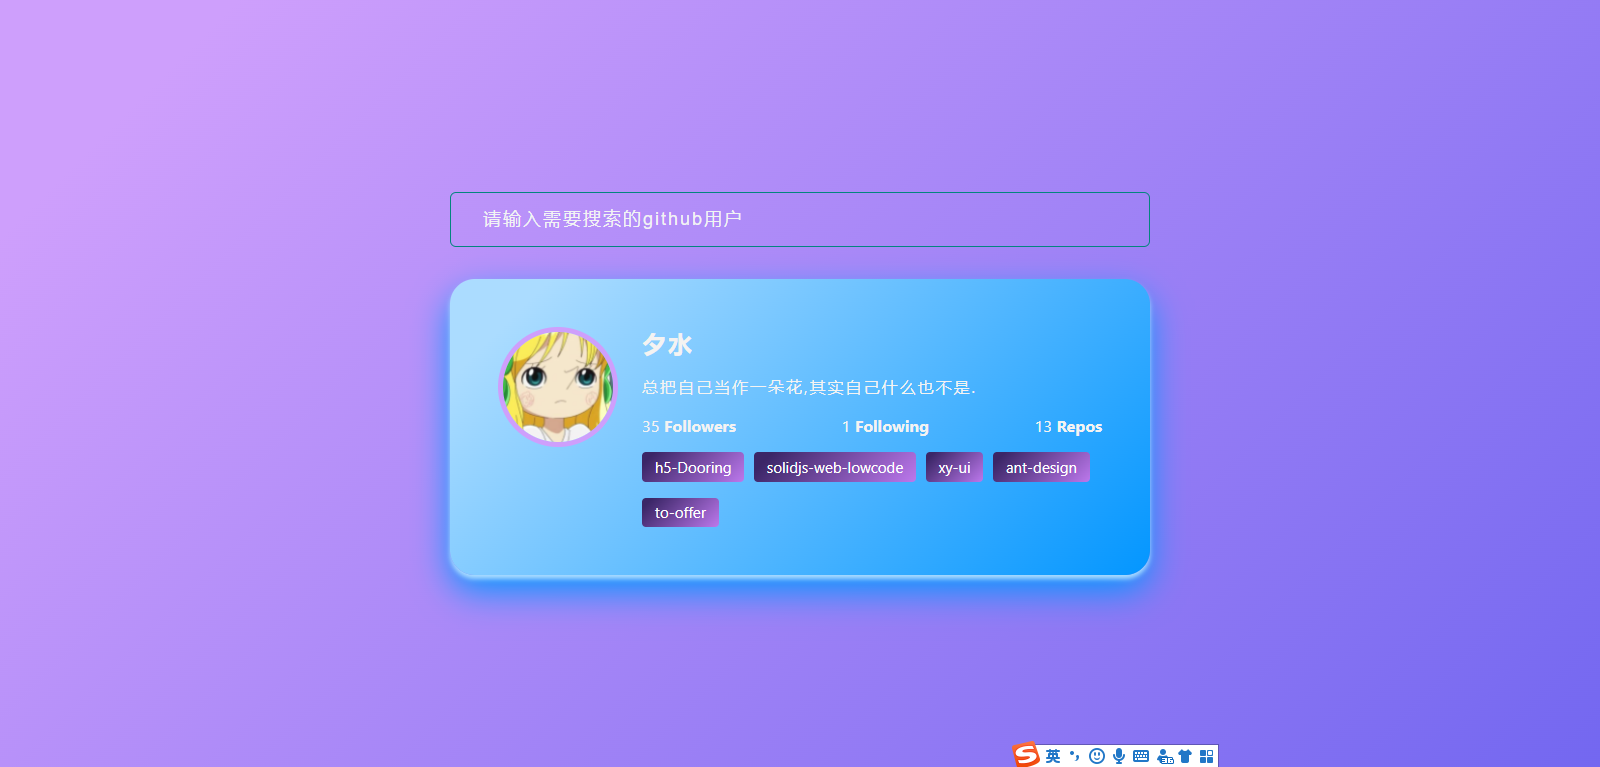 请输入需要搜索的github用户
夕水
总把自己当作一朵花,其实自己什么也不是.
35 Followers 1 Following 13 Repos
h5-Dooring solidjs-web-lowcode xy-ui ant-design
to-offer
英